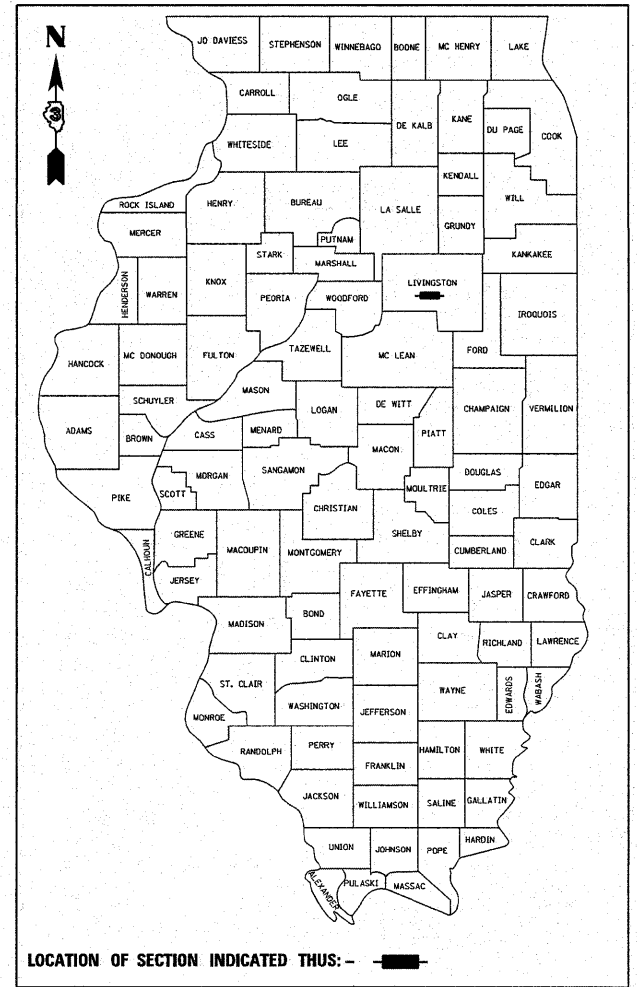 N
JO DAVIESS
STEPHENSON
WINNEBAGO
BOONE
MC HENRY
LAKE
CARROLL
OGLE
DE KALB
KANE
DU PAGE
COOK
WHITESIDE
LEE
KENDALL
WILL
ROCK ISLAND
HENRY
BUREAU
LA SALLE
GRUNDY
MERCER
PUTNAM
STARK
MARSHALL
KANKAKEE
HENDERSON
WARREN
KNOX
PEORIA
WOODFORD
LIVINGSTON
IROQUOIS
HANCOCK
MC DONOUGH
FULTON
TAZEWELL
MC LEAN
FORD
SCHUYLER
MASON
LOGAN
DE WITT
CHAMPAIGN
VERMILION
ADAMS
BROWN
CASS
MENARD
MACON
PIATT
PIKE
SCOTT
MORGAN
SANGAMON
CHRISTIAN
MOULTRIE
DOUGLAS
EDGAR
COLES
CALHOUN
GREENE
MACOUPIN
MONTGOMERY
SHELBY
CUMBERLAND
CLARK
JERSEY
FAYETTE
EFFINGHAM
JASPER
CRAWFORD
MADISON
BOND
CLAY
RICHLAND
LAWRENCE
CLINTON
MARION
ST. CLAIR
WAYNE
EDWARDS
WABASH
MONROE
WASHINGTON
JEFFERSON
RANDOLPH
PERRY
HAMILTON
WHITE
FRANKLIN
JACKSON
WILLIAMSON
SALINE
GALLATIN
UNION
JOHNSON
POPE
HARDIN
ALEXANDER
PULASKI
MASSAC
LOCATION OF SECTION INDICATED THUS: -